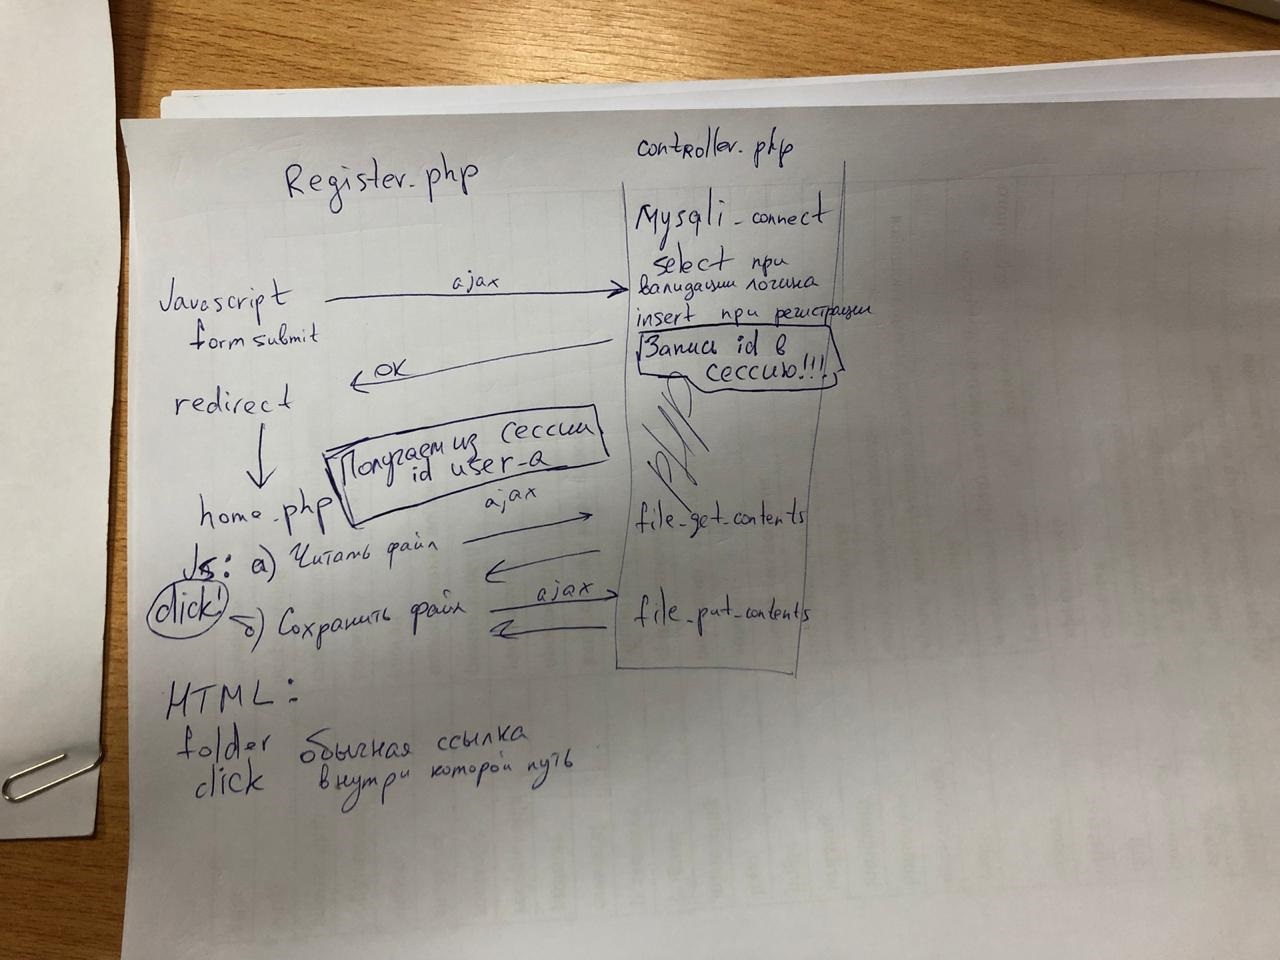 Register.php
controller.php
Mysqli_connect
select при
валидации логина
insert при регистрации
Запись id в
сессию!!!
Javascript
form submit
ajax
OK
redirect
Получаем из сессии
id user-а
PHP
home.php
ajax
Js: а) Читать файл
file_get_contents
click!
б) Сохранить файл
ajax
file_put_contents
HTML:
folder обычная ссылка
click внутри которой путь